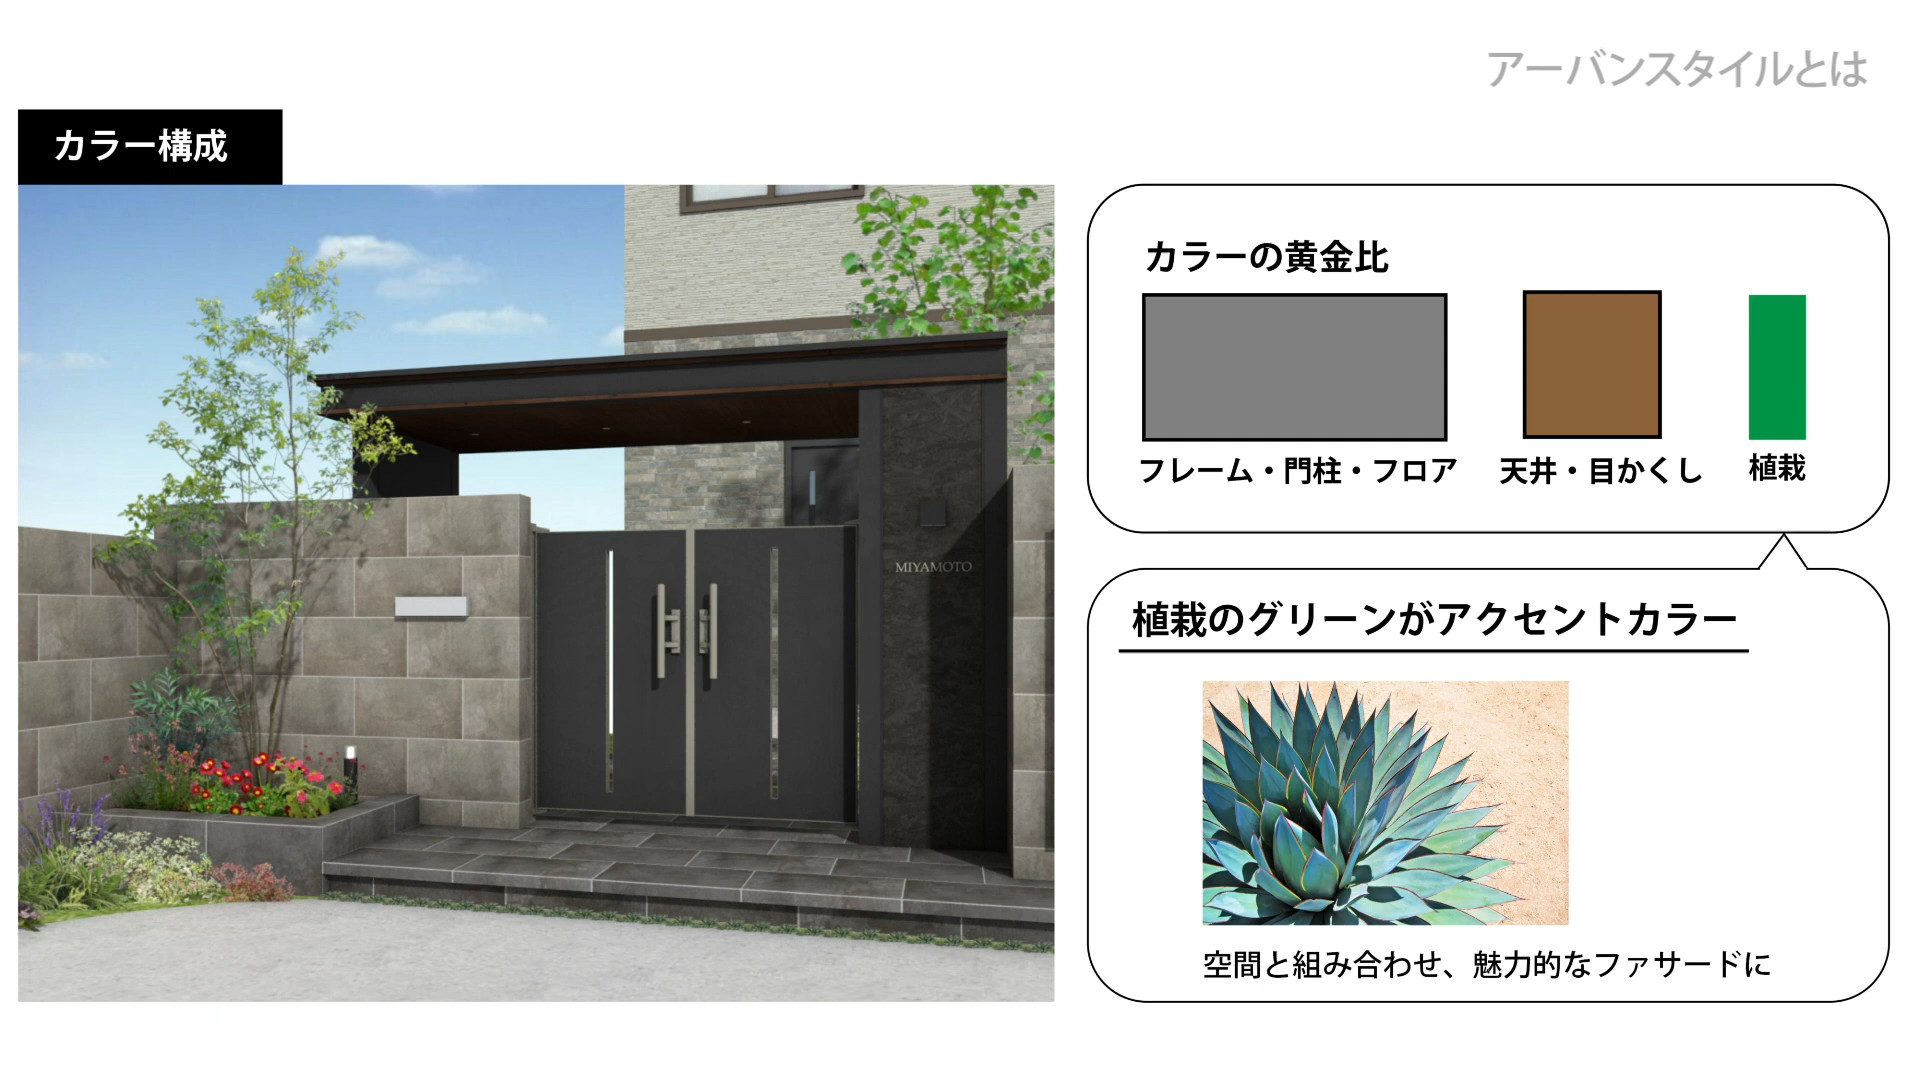 アーバンスタイルとは
カラー構成
MIYAMOTO
カラーの黄金比
フレーム・門柱・フロア
天井・目かくし
植栽
植栽のグリーンがアクセントカラー
空間と組み合わせ、魅力的なファサードに